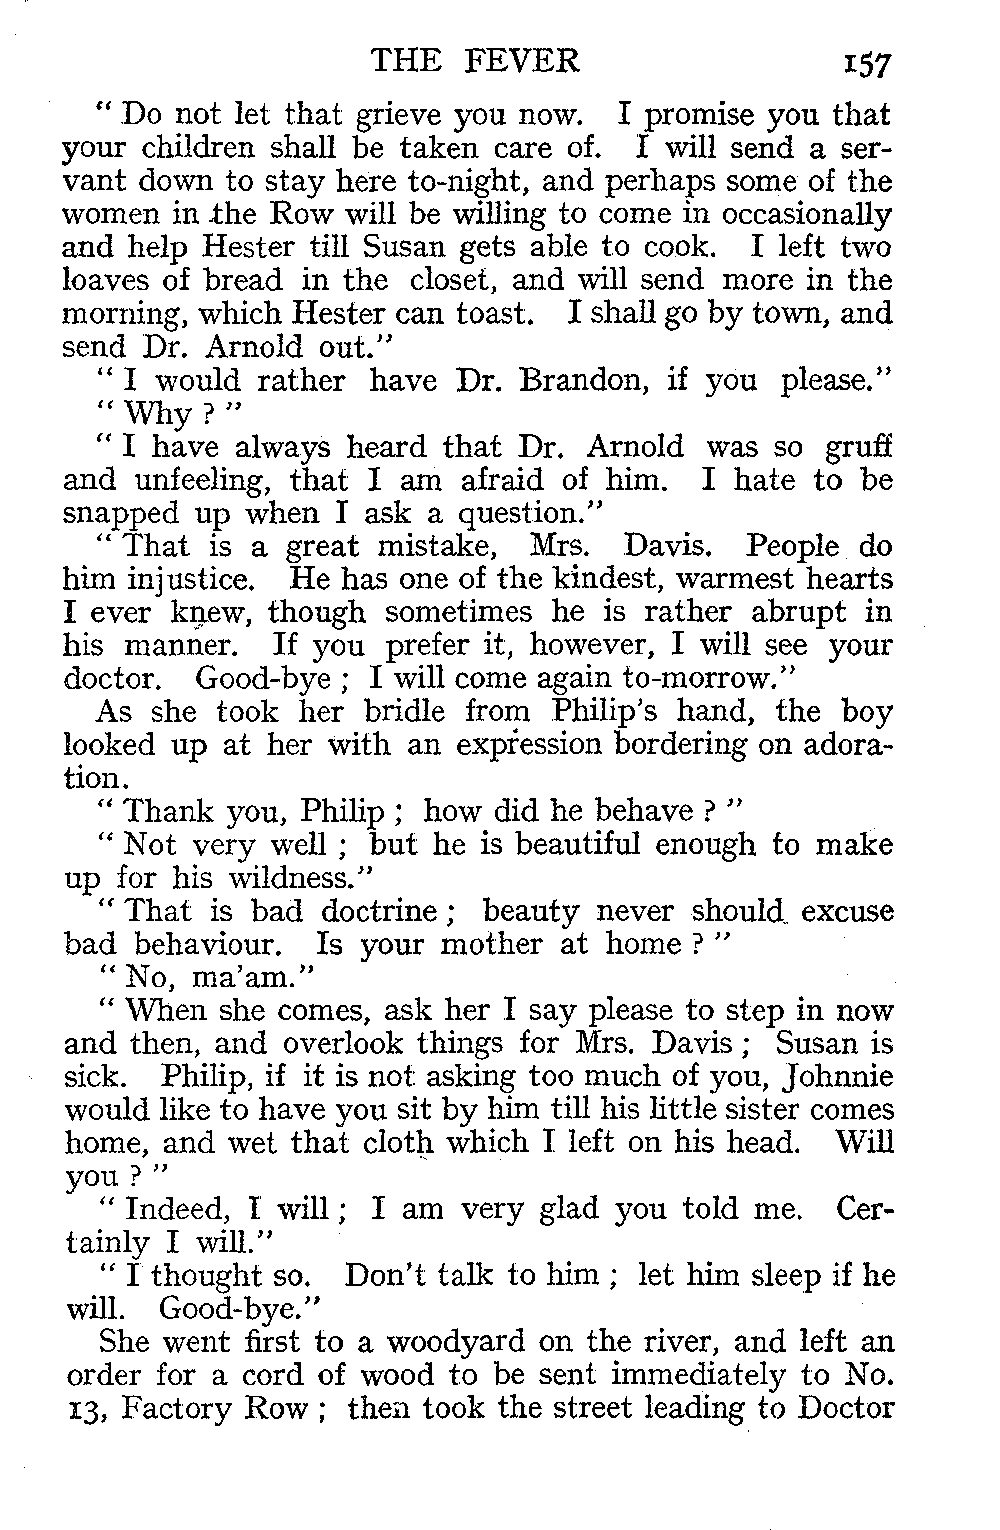 THE FEVER 157
“ Do not let that grieve you now. I promise you that
your children shall be taken care of. I will send a ser-
vant down to stay here to-night, and perhaps some of the
women in the Row will be willing to come in occasionally
and help Hester till Susan gets able to cook. I left two
loaves of bread in the closet, and will send more in the
morning, which Hester can toast. I shall go by town, and
send Dr. Arnold out.”
“ I would rather have Dr. Brandon, if you please.”
“ Why ? ”
“ I have always heard that Dr. Arnold was so gruff
and unfeeling, that I am afraid of him. I hate to be
snapped up when I ask a question.”
“ That is a great mistake, Mrs. Davis. People do
him injustice. He has one of the kindest, warmest hearts
I ever knew, though sometimes he is rather abrupt in
his manner. If you prefer it, however, I will see your
doctor. Good-bye ; I will come again to-morrow.”
As she took her bridle from Philip’s hand, the boy
looked up at her with an expression bordering on adora-
tion.
“ Thank you, Philip ; how did he behave ? ”
“ Not very well ; but he is beautiful enough to make
up for his wildness.”
“ That is bad doctrine ; beauty never should excuse
bad behaviour. Is your mother at home ? ”
“ No, ma’am.”
“ When she comes, ask her I say please to step in now
and then, and overlook things for Mrs. Davis ; Susan is
sick. Philip, if it is not asking too much of you, Johnnie
would like to have you sit by him till his little sister comes
home, and wet that cloth which I left on his head. Will
you ? ”
“ Indeed, I will ; I am very glad you told me. Cer-
tainly I will.”
“ I thought so. Don’t talk to him ; let him sleep if he
will. Good-bye.”
She went first to a woodyard on the river, and left an
order for a cord of wood to be sent immediately to No.
13, Factory Row ; then took the street leading to Doctor